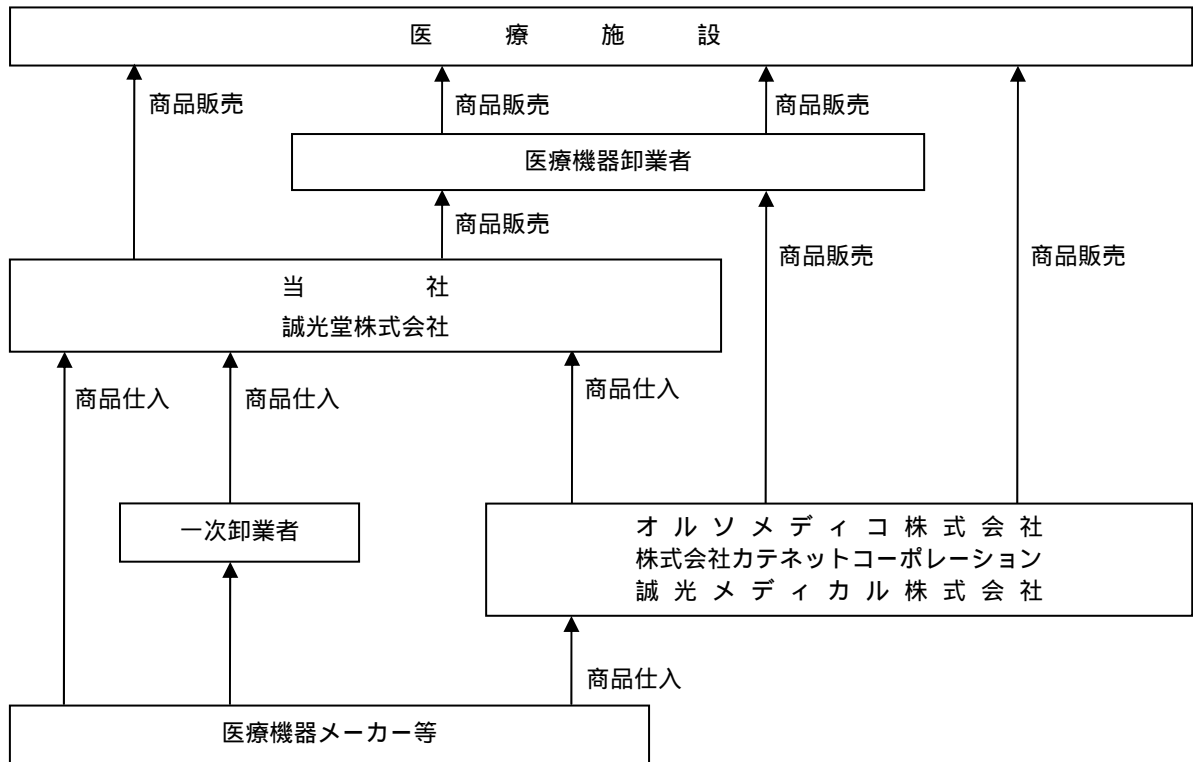 医療施設
商品販売
商品販売
商品販売
医療機器卸業者
商品販売
商品販売
商品販売
当社
誠光堂株式会社
商品仕入
商品仕入
商品仕入
一次卸業者
オルソメディコ株式会社
株式会社カテネットコーポレーション
誠光メディカル株式会社
商品仕入
医療機器メーカー等